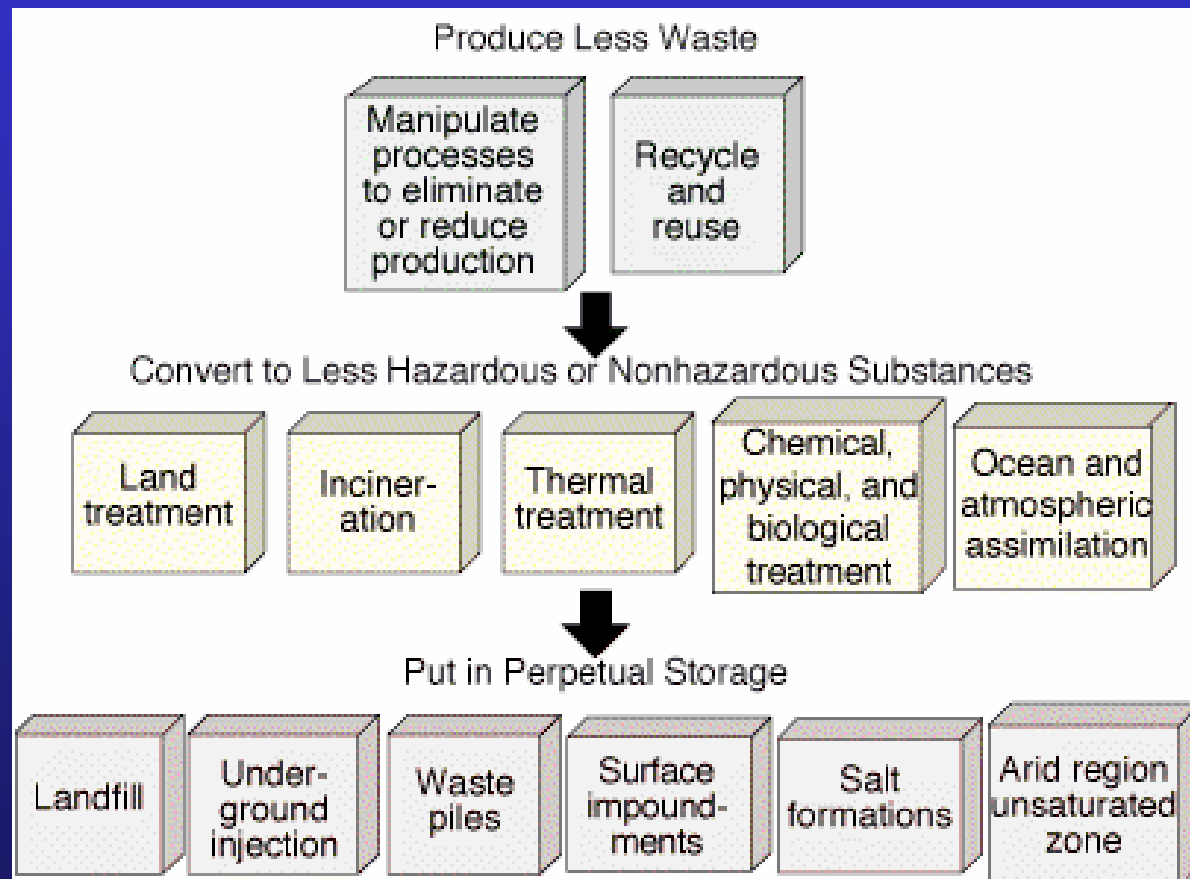 Produce Less Waste
Manipulate
processes
to eliminate
or reduce
production
Recycle
and
reuse
Convert to Less Hazardous or Nonhazardous Substances
Land
treatment
Inciner-
ation
Thermal
treatment
Chemical,
physical, and
biological
treatment
Ocean and
atmospheric
assimilation
Put in Perpetual Storage
Landfill
Under-
ground
injection
Waste
piles
Surface
impound-
ments
Salt
formations
Arid region
unsaturated
zone